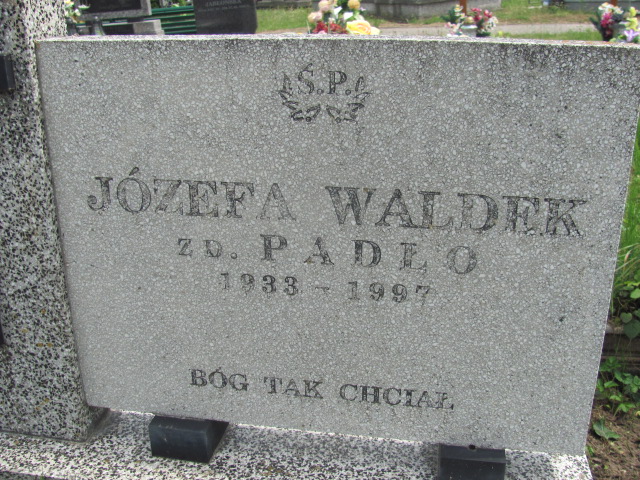 Ś.P.
JÓZEFA WALDEK
ZD. PADŁO
1933 - 1997
BÓG TAK CHCIAŁ